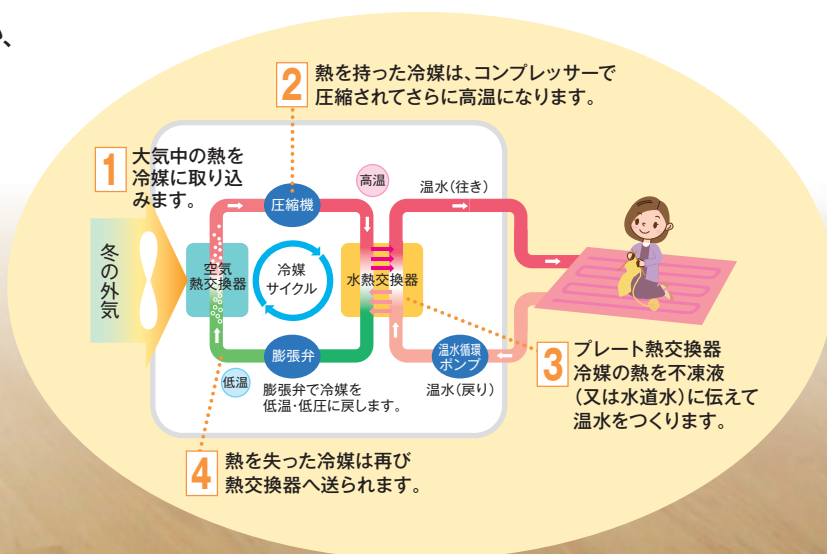 、
2
熱を持った冷媒は、コンプレッサーで
圧縮されてさらに高温になります。
1
大気中の熱を
冷媒に取り込
みます。
高温
温水（往き）
圧縮機
冬の外気
空気
熱交換器
冷媒
サイクル
水熱交換器
膨張弁
温水循環
ポンプ
低温
膨張弁で冷媒を
低温・低圧に戻します。
温水（戻り）
3
プレート熱交換器
冷媒の熱を不凍液
（又は水道水）に伝えて
温水をつくります。
4
熱を失った冷媒は再び
熱交換器へ送られます。